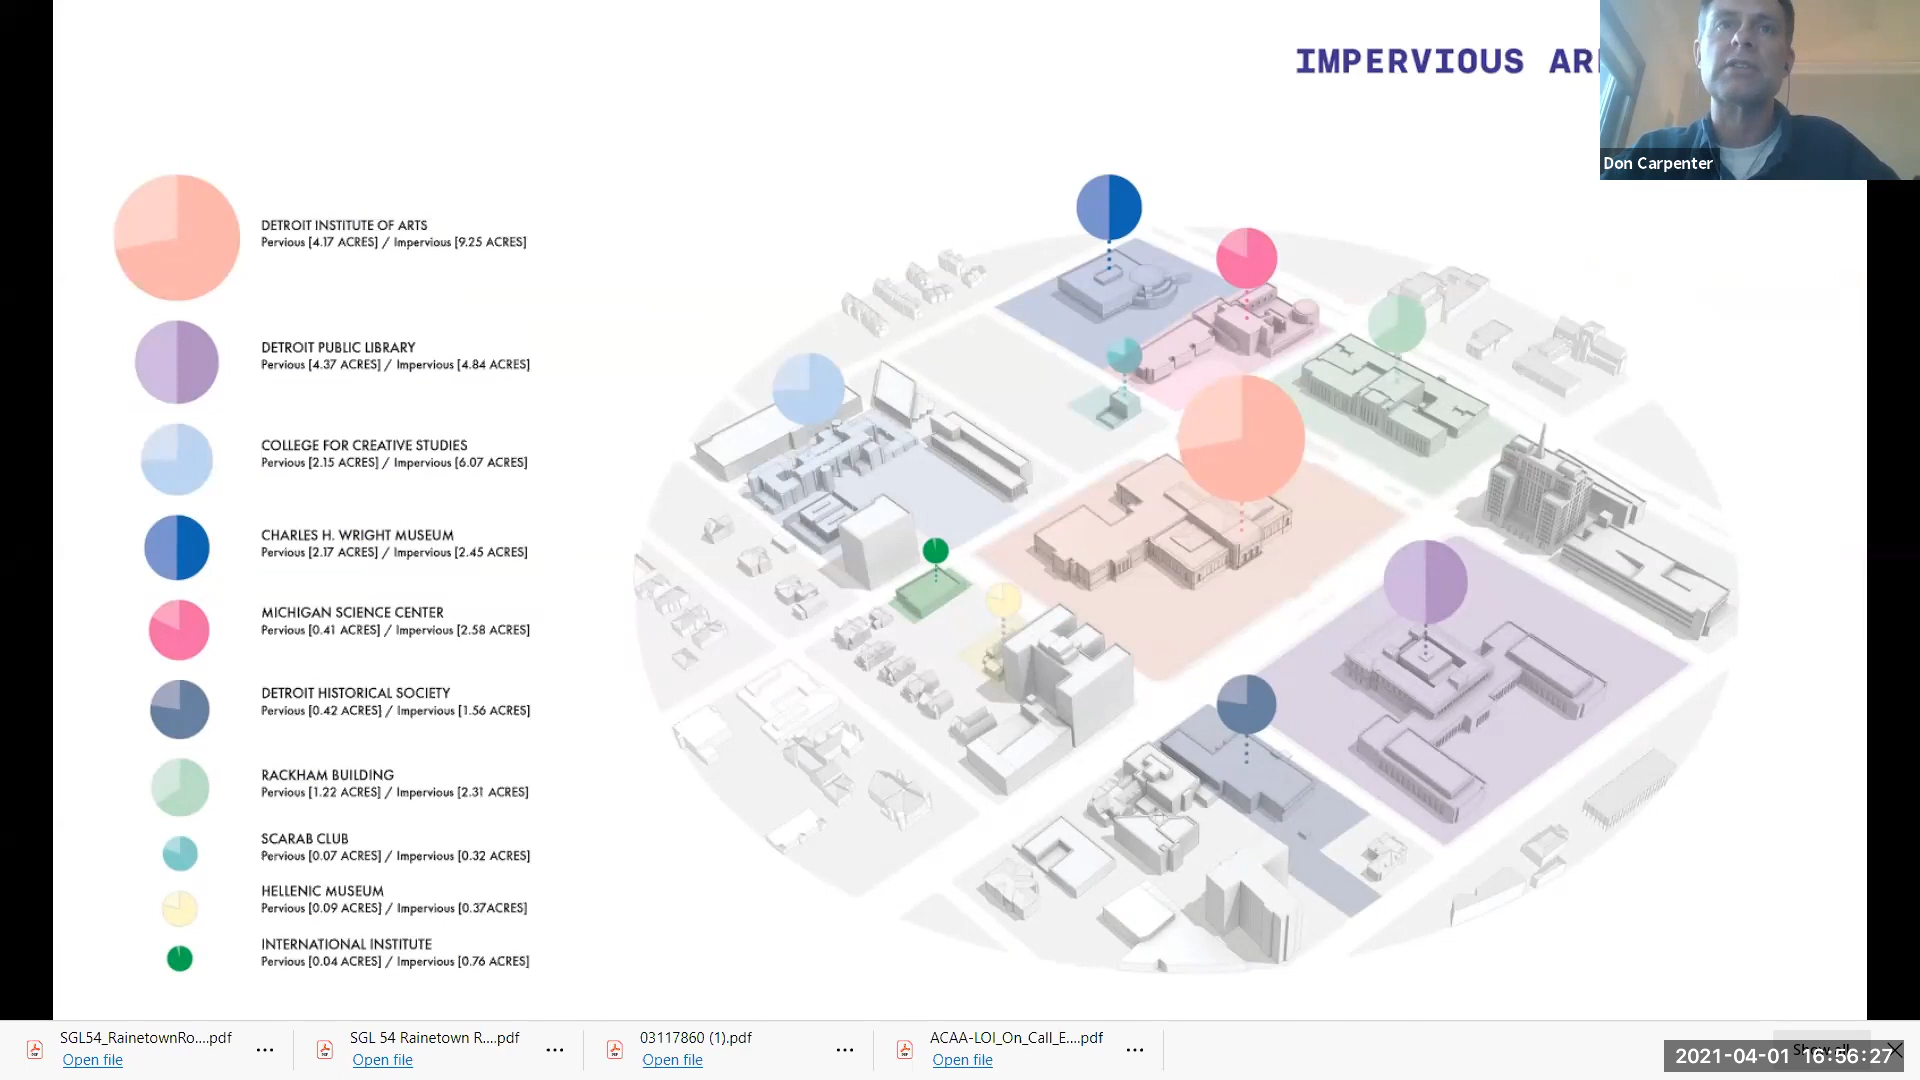 IMPERVIOUS
Don Carpenter
DETROIT INSTITUTE OF ARTS
Pervious [4.17 ACRES] / Impervious [9.25 ACRES]
DETROIT PUBLIC LIBRARY
Pervious [4.37 ACRES] / Impervious [4.84 ACRES]
COLLEGE FOR CREATIVE STUDIES
Pervious [2.15 ACRES] / Impervious [6.07 ACRES]
CHARLES H. WRIGHT MUSEUM
Pervious [2.17 ACRES] / Impervious [2.45 ACRES]
MICHIGAN SCIENCE CENTER
Pervious [0.41 ACRES] / Impervious [2.58 ACRES]
DETROIT HISTORICAL SOCIETY
Pervious [0.42 ACRES] / Impervious [1.56 ACRES]
RACKHAM BUILDING
Pervious [1.22 ACRES] / Impervious [2.31 ACRES]
SCARAB CLUB
Pervious [0.07 ACRES] / Impervious [0.32 ACRES]
HELLENIC MUSEUM
Pervious [0.09 ACRES] / Impervious [0.37ACRES]
INTERNATIONAL INSTITUTE
Pervious [0.04 ACRES] / Impervious [0.76 ACRES]
SGL54_RainetownRo....pdf
Open file
SGL 54 Rainetown R....pdf
Open file
03117860 (1).pdf
Open file
ACAA-LOI_On_Call_E....pdf
Open file
2021-04-01 16:56:27